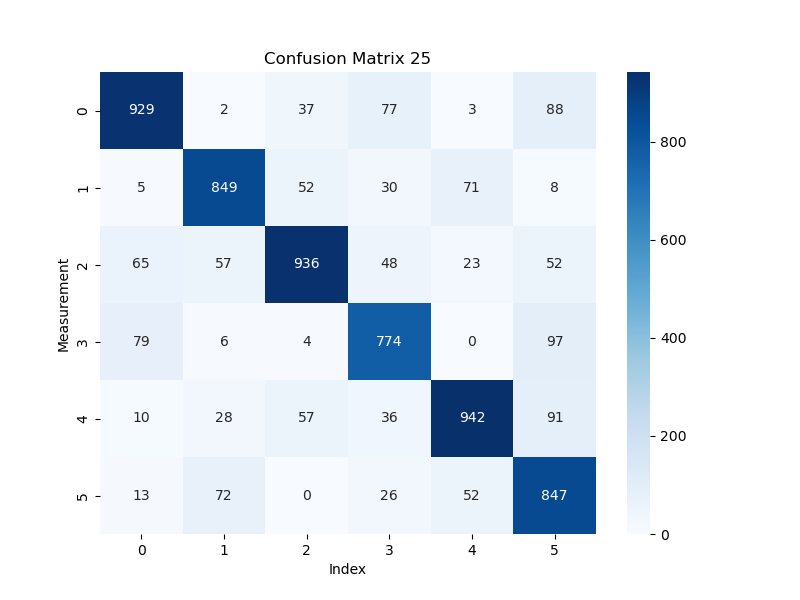 Confusion Matrix 25
0 929 2 37 77 3 88
1 5 849 52 30 71 8
2 65 57 936 48 23 52
3 79 6 4 774 0 97
4 10 28 57 36 942 91
5 13 72 0 26 52 847
0 1 2 3 4 5
Index
Measurement
800
600
400
200
0